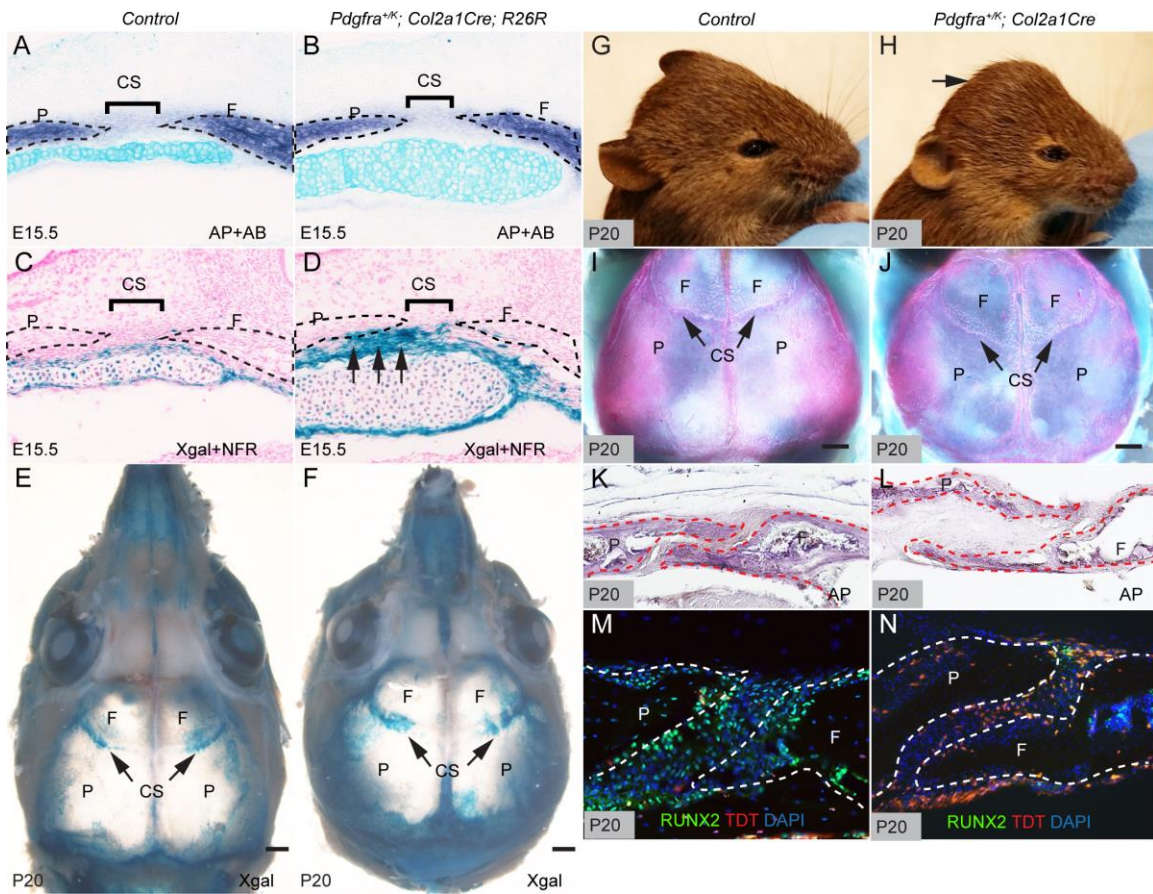 Control
Pdgfra+/K; Col2a1Cre; R26R
Control
Pdgfra+/K; Col2a1Cre
A
CS
P
F
E15.5
AP+AB
B
CS
P
F
E15.5
AP+AB
C
CS
P
F
E15.5
Xgal+NFR
D
CS
P
F
E15.5
Xgal+NFR
E
F
F
P
CS
P
P20
Xgal
F
F
F
P
CS
P
P20
Xgal
G
P20
H
P20
I
F
F
P
CS
P
P20
J
F
F
P
CS
P
P20
K
P
F
P20
AP
L
P
F
P20
AP
M
P
F
RUNX2 TDT DAPI
P20
N
P
F
RUNX2 TDT DAPI
P20